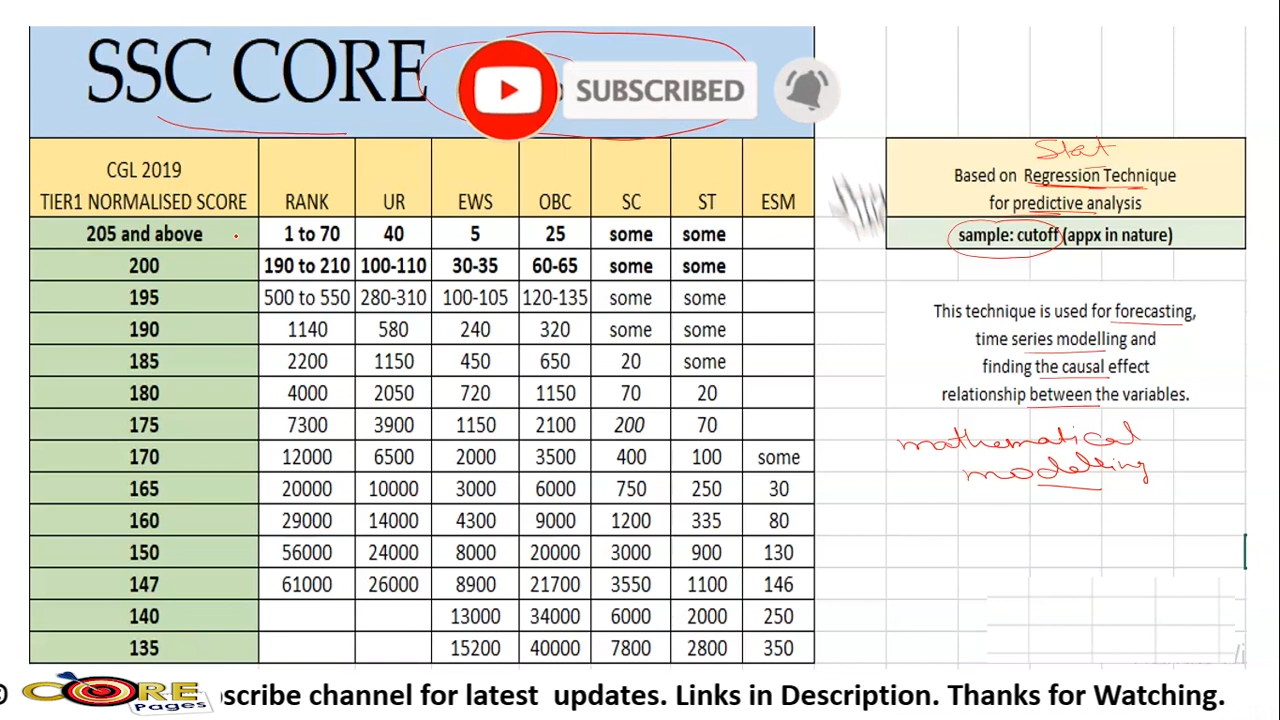 SSC CORE
SUBSCRIBED
CGL 2019
TIER1 NORMALISED SCORE RANK UR EWS OBC SC ST ESM
205 and above 1 to 70 40 5 25 some some
200 190 to 210 100-110 30-35 60-65 some some
195 500 to 550 280-310 100-105 120-135 some some
190 1140 580 240 320 some some
185 2200 1150 450 650 20 some
180 4000 2050 720 1150 70 20
175 7300 3900 1150 2100 200 70
170 12000 6500 2000 3500 400 100 some
165 20000 10000 3000 6000 750 250 30
160 29000 14000 4300 9000 1200 335 80
150 56000 24000 8000 20000 3000 900 130
147 61000 26000 8900 21700 3550 1100 146
140 13000 34000 6000 2000 250
135 15200 40000 7800 2800 350
Stat
Based on Regression Technique
for predictive analysis
sample: cutoff (appx in nature)
This technique is used for forecasting,
time series modelling and
finding the causal effect
relationship between the variables.
mathematical
modelling
CORE
Pages
scribe channel for latest updates. Links in Description. Thanks for Watching.